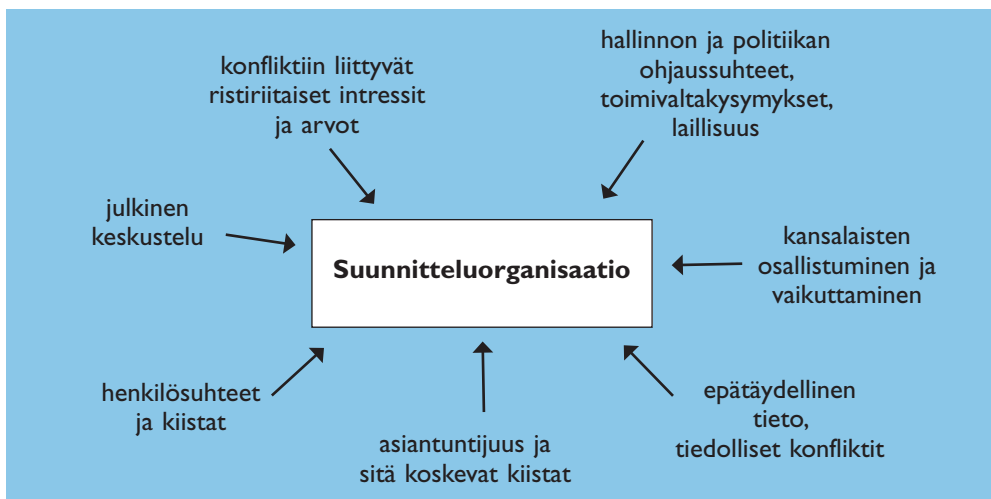 konfliktiin liittyvät
ristiriitaiset intressit
ja arvot
hallinnon ja politiikan
ohjaussuhteet,
toimivaltakysymykset,
laillisuus
julkinen
keskustelu
Suunnitteluorganisaatio
kansalaisten
osallistuminen ja
vaikuttaminen
henkilösuhteet
ja kiistat
asiantuntijuus ja
sitä koskevat kiistat
epätäydellinen
tieto,
tiedolliset konfliktit